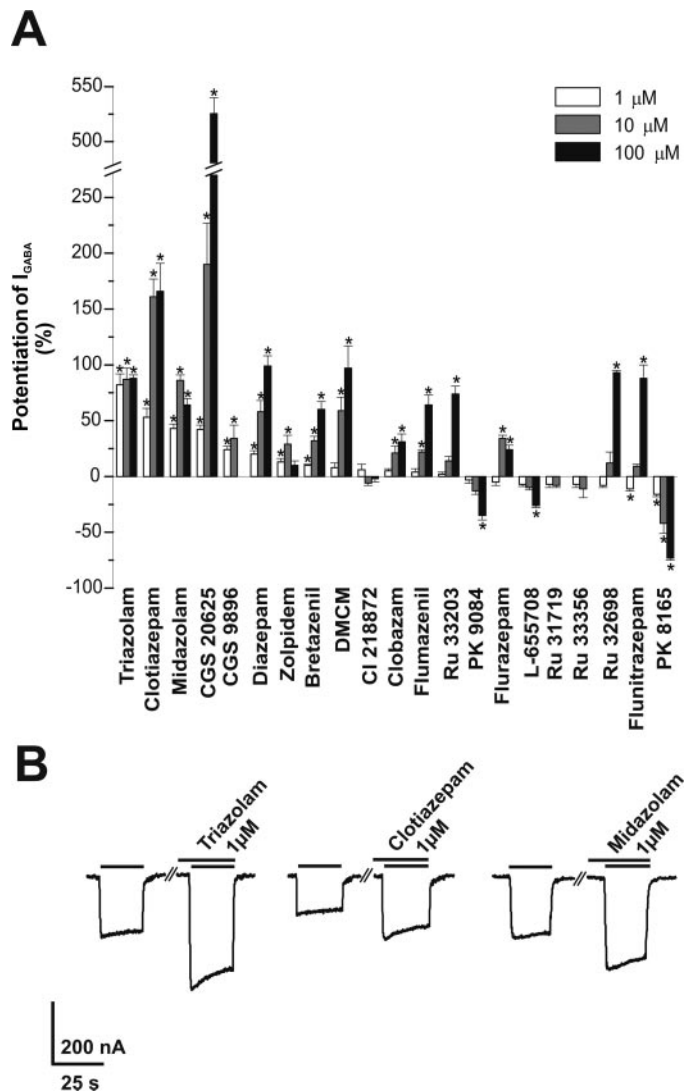 A
1 μM
10 μM
100 μM
Potentiation of I_GABA
(%)
550
500
250
200
150
100
50
0
-50
-100
* * * * * * * * * * * * * * * * * * * * * * * * * * * * * * * * * * * * * * *
Triazolam
Clotiazepam
Midazolam
CGS 20625
CGS 9896
Diazepam
Zolpidem
Bretazenil
DMCM
CI 218872
Clobazam
Flumazenil
Ru 33203
PK 9084
Flurazepam
L-655708
Ru 31719
Ru 33356
Ru 32698
Flunitrazepam
PK 8165
B
Triazolam
1μM
Clotiazepam
1μM
Midazolam
1μM
200 nA
25 s